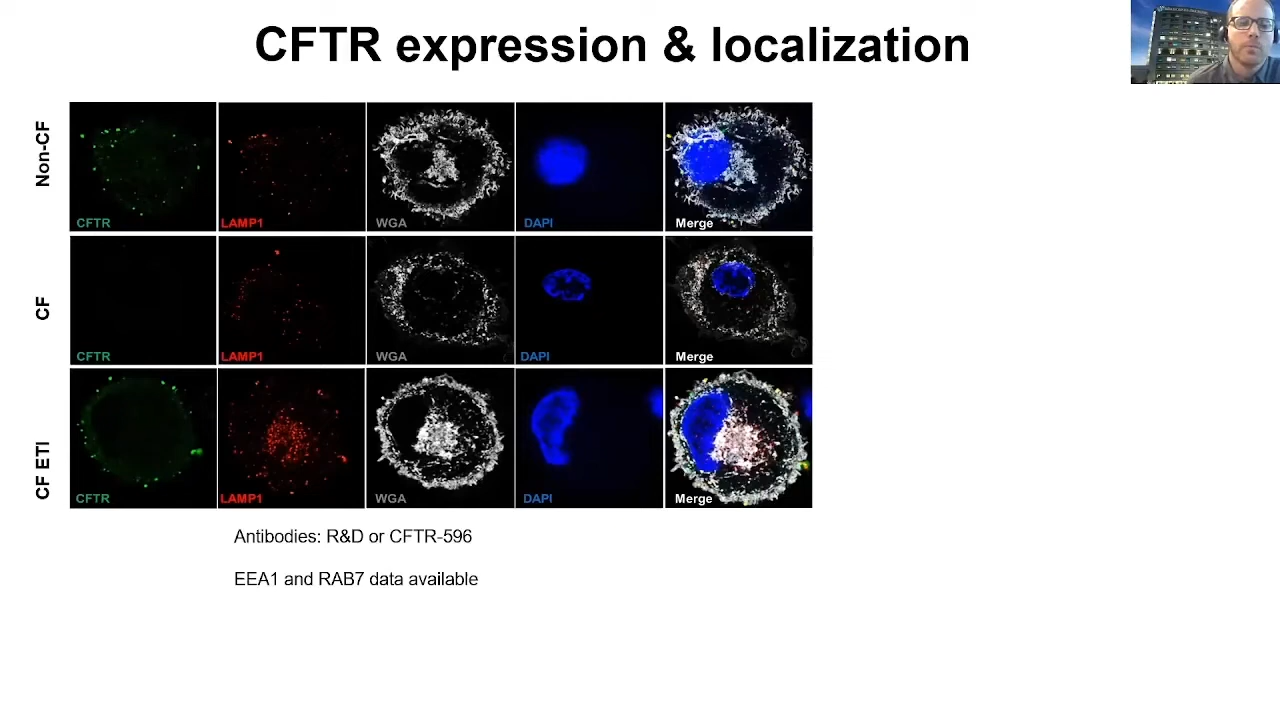 CFTR expression & localization
Non-CF
CFTR
LAMP1
WGA
DAPI
Merge
CF
CFTR
LAMP1
WGA
DAPI
Merge
CF ETI
CFTR
LAMP1
WGA
DAPI
Merge
Antibodies: R&D or CFTR-596
EEA1 and RAB7 data available